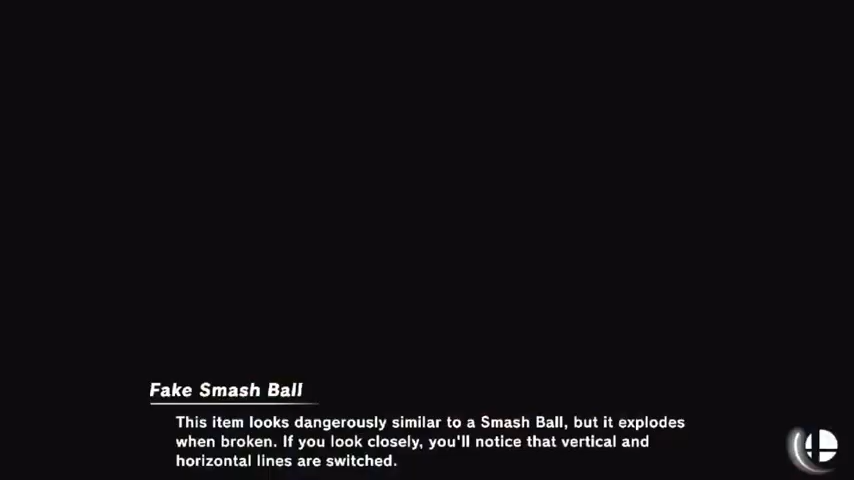 Fake Smash Ball
This item looks dangerously similar to a Smash Ball, but it explodes
when broken. If you look closely, you'll notice that vertical and
horizontal lines are switched.